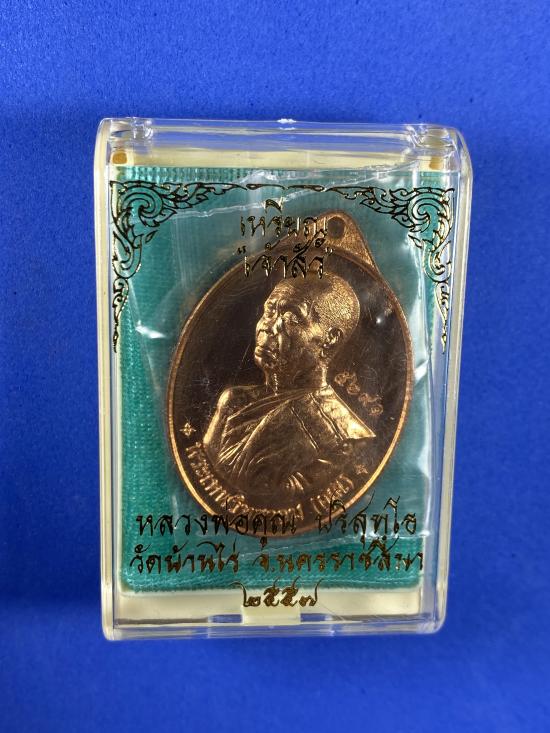 เหรียญ
"เจ้าสัว"
หลวงพ่อคูณ ปริสุทฺโธ
วัดบ้านไร่ จ.นครราชสีมา
๒๕๕๗